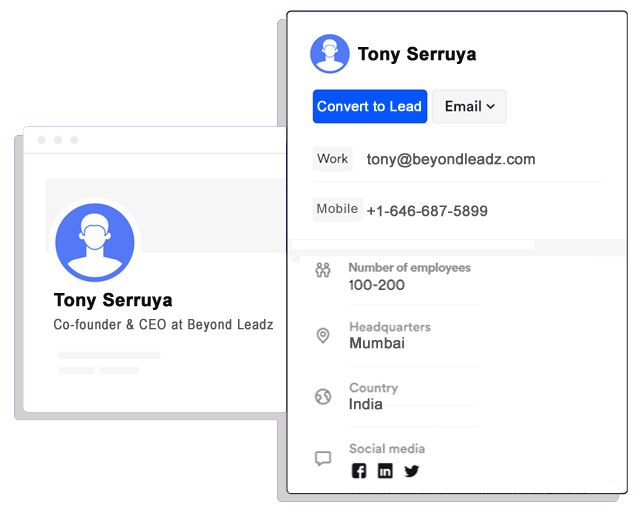 Tony Serruya
Co-founder & CEO at Beyond Leadz
Tony Serruya
Convert to Lead
Email
Work
tony@beyondleadz.com
Mobile
+1-646-687-5899
Number of employees
100-200
Headquarters
Mumbai
Country
India
Social media